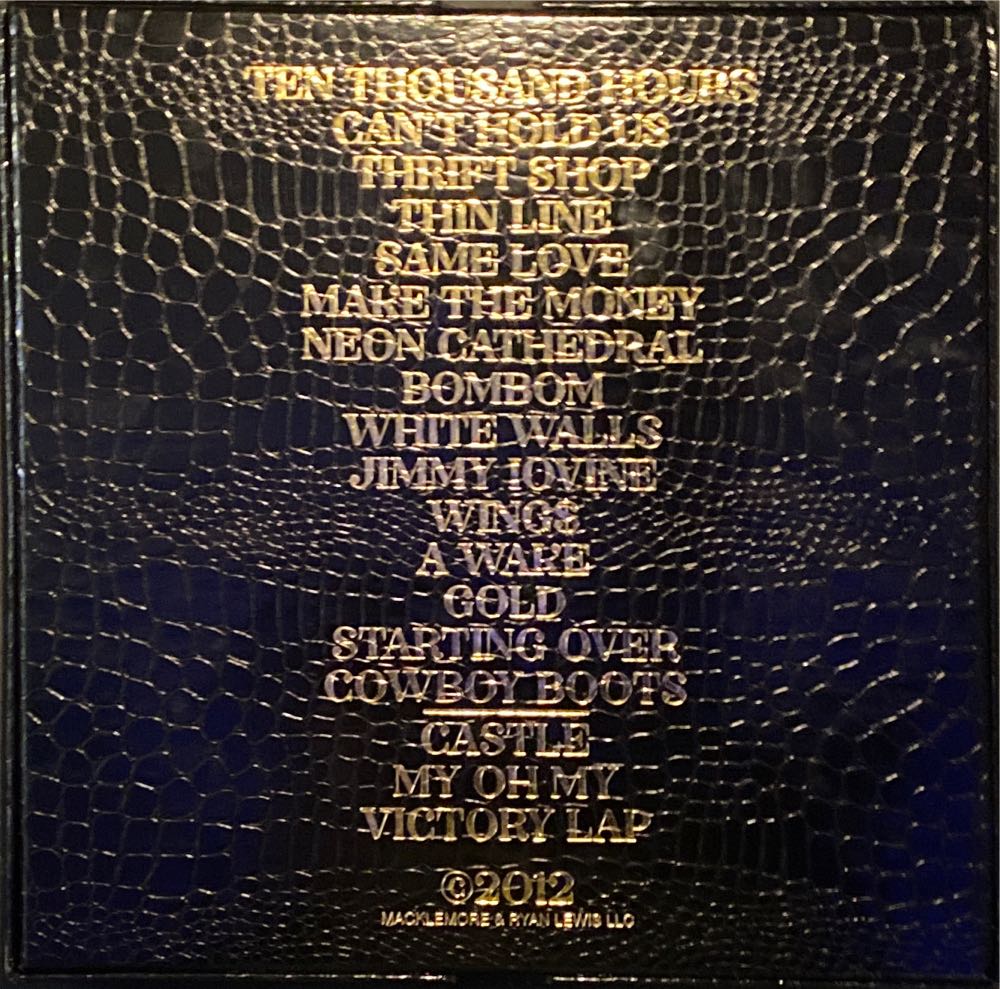 TEN THOUSAND HOURS
CAN'T HOLD US
THRIFT SHOP
THIN LINE
SAME LOVE
MAKE THE MONEY
NEON CATHEDRAL
BOMBOM
WHITE WALLS
JIMMY IOVINE
WING$
A WAKE
GOLD
STARTING OVER
COWBOY BOOTS
CASTLE
MY OH MY
VICTORY LAP
©2012
MACKLEMORE & RYAN LEWIS LLC